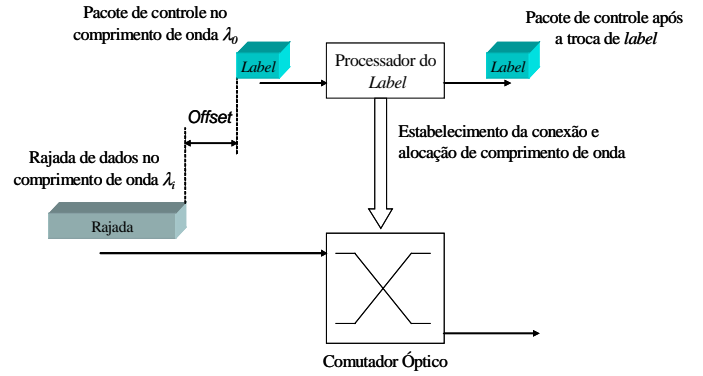 Pacote de controle no
comprimento de onda λ0
Label
Processador do
Label
Label
Pacote de controle após
a troca de label
Offset
Estabelecimento da conexão e
alocação de comprimento de onda
Rajada de dados no
comprimento de onda λi
Rajada
Comutador Óptico